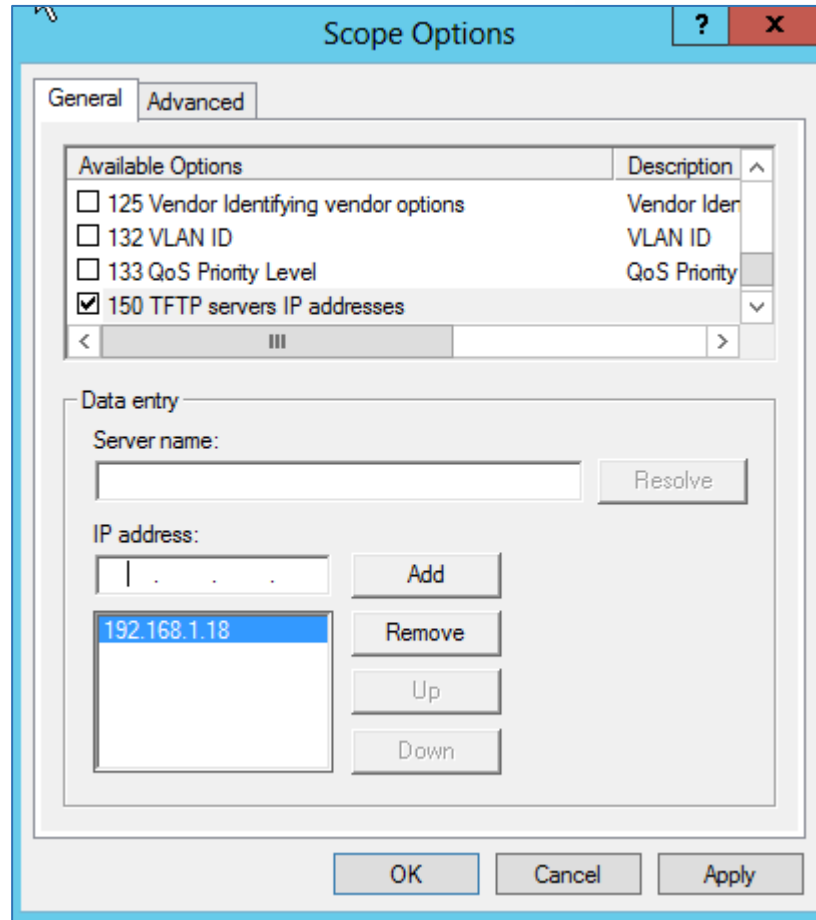 Scope Options
? x
General Advanced
Available Options Description
125 Vendor Identifying vendor options Vendor Iden
132 VLAN ID VLAN ID
133 QoS Priority Level QoS Priority
150 TFTP servers IP addresses
Data entry
Server name:
Resolve
IP address:
. . . Add
192.168.1.18 Remove
Up
Down
OK Cancel Apply